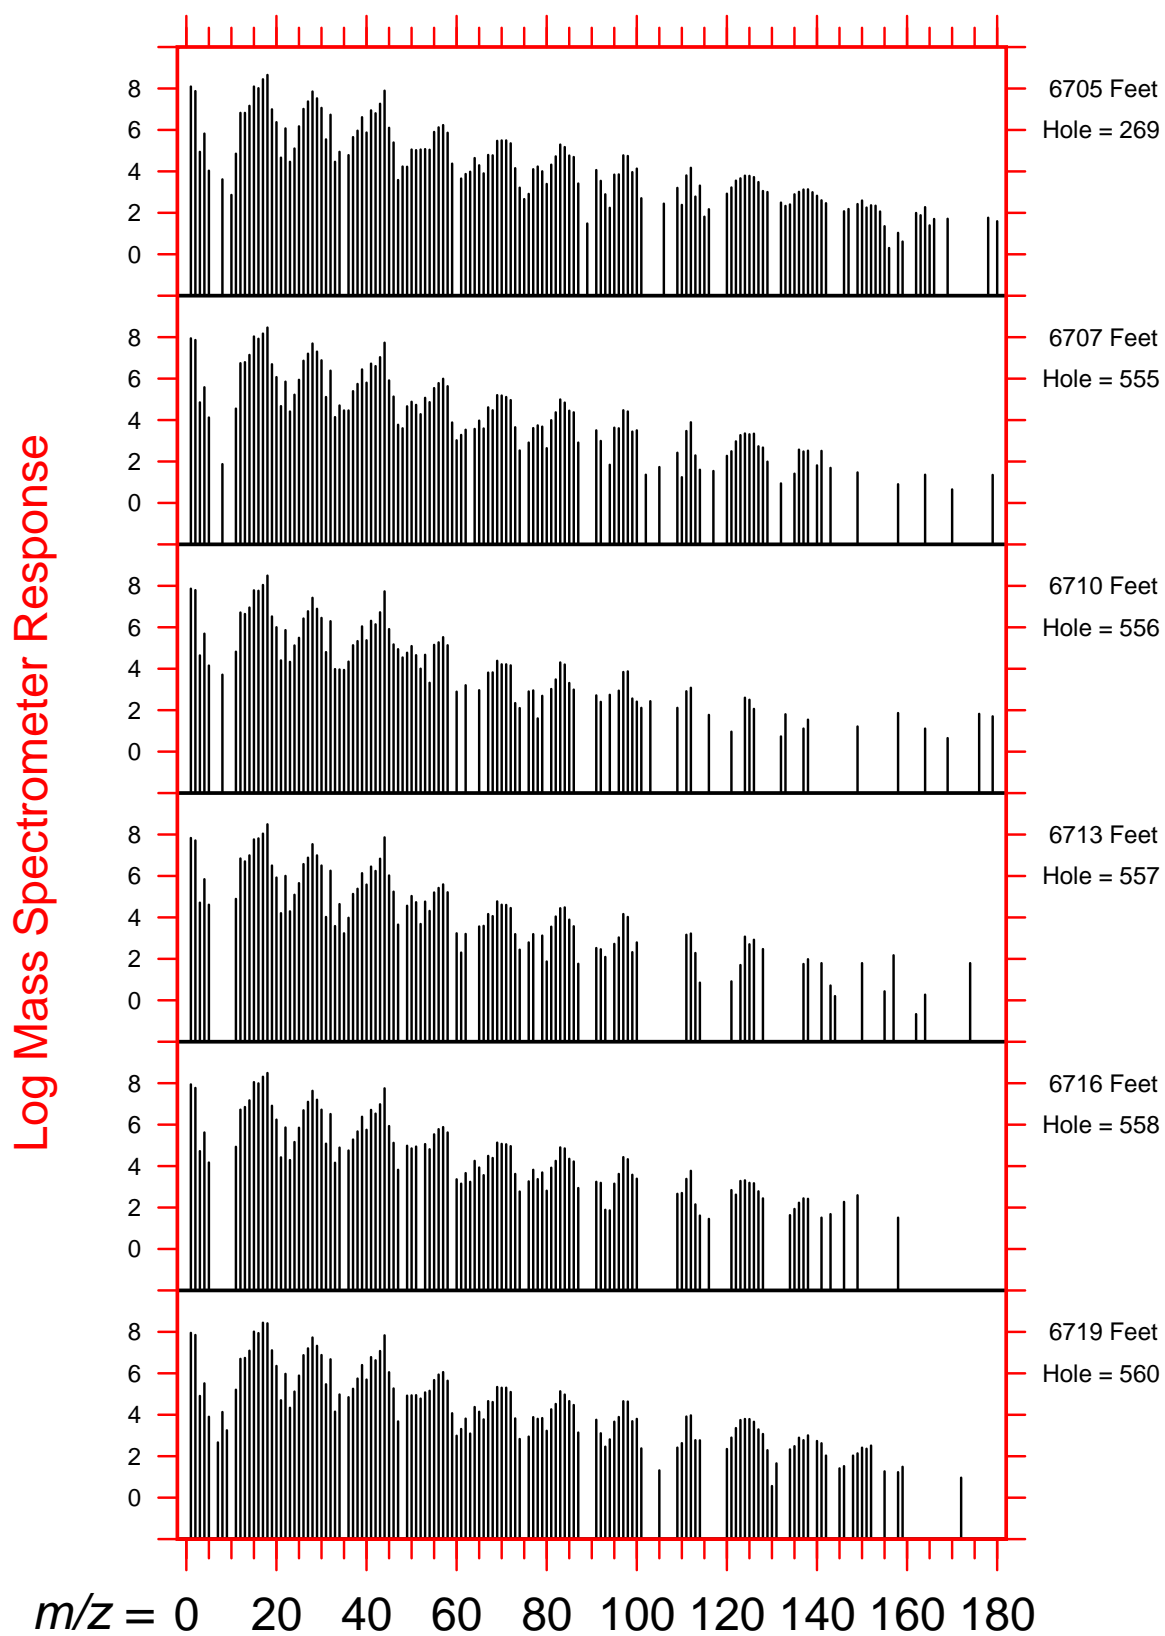 Log Mass Spectrometer Response
8
6
4
2
0
6705 Feet
Hole = 269
8
6
4
2
0
6707 Feet
Hole = 555
8
6
4
2
0
6710 Feet
Hole = 556
8
6
4
2
0
6713 Feet
Hole = 557
8
6
4
2
0
6716 Feet
Hole = 558
8
6
4
2
0
6719 Feet
Hole = 560
m/z = 0 20 40 60 80 100 120 140 160 180